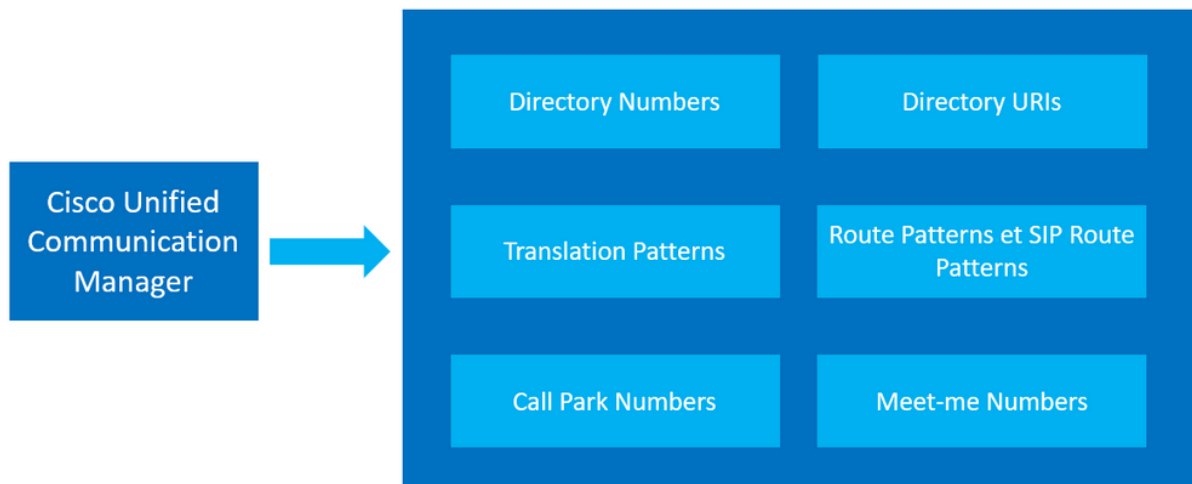 Cisco Unified
Communication
Manager
Directory Numbers
Directory URIs
Translation Patterns
Route Patterns et SIP Route
Patterns
Call Park Numbers
Meet-me Numbers